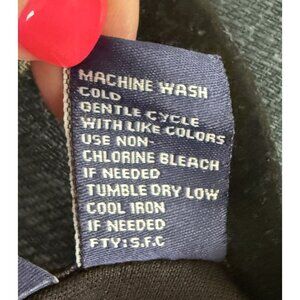 MACHINE WASH
COLD
GENTLE CYCLE
WITH LIKE COLORS
USE NON-
CHLORINE BLEACH
IF NEEDED
TUMBLE DRY LOW
COOL IRON
IF NEEDED
FTY: S.F.C